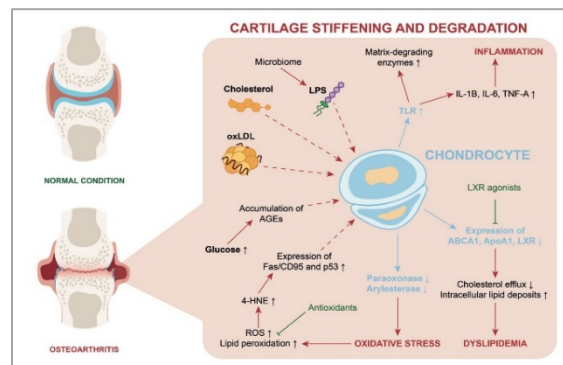 CARTILAGE STIFFENING AND DEGRADATION
Matrix-degrading
enzymes ↑
INFLAMMATION
Microbiome
LPS
IL-1B, IL-6, TNF-A ↑
Cholesterol
TLR ↑
oxLDL
CHONDROCYTE
NORMAL CONDITION
LXR agonists
Accumulation of
AGEs
Glucose ↑
Expression of
ABCA1, ApoA1, LXR ↓
Expression of
Fas/CD95 and p53 ↑
Paraoxonase ↓
Arylesterase ↓
Cholesterol efflux ↓
Intracellular lipid deposits ↑
4-HNE ↑
Antioxidants
ROS ↑
Lipid peroxidation ↑
OXIDATIVE STRESS
DYSLIPIDEMIA
OSTEOARTHRITIS